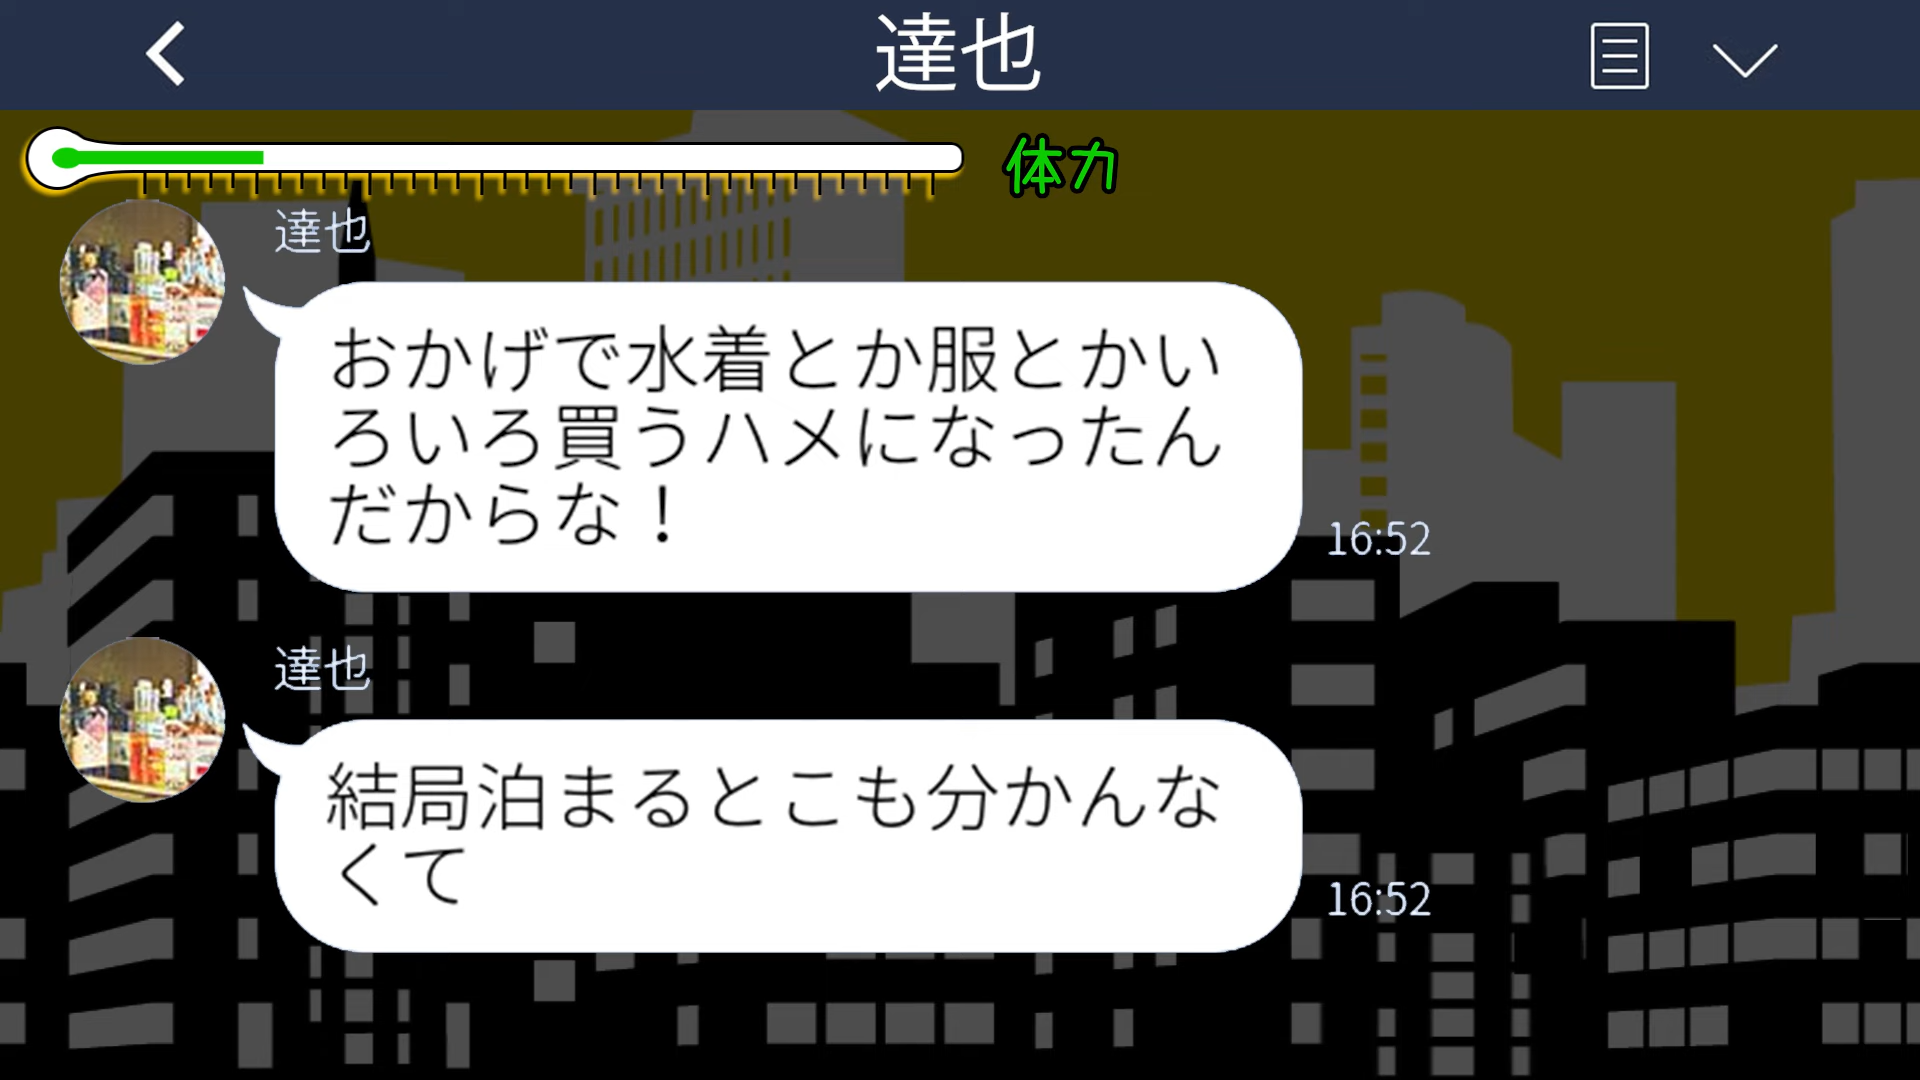 達也
体力
達也
おかげで水着とか服とかい
ろいろ買うハメになったん
だからな！
16:52
達也
結局泊まるとこも分かんな
くて
16:52